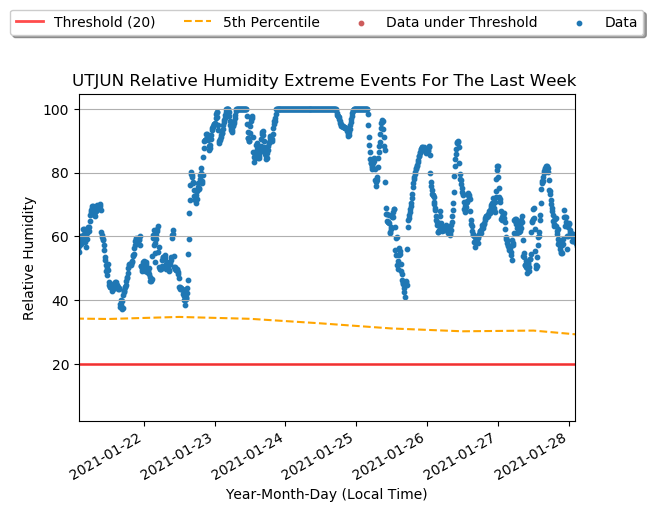 Threshold (20) 5th Percentile Data under Threshold Data
UTJUN Relative Humidity Extreme Events For The Last Week
100
80
60
40
20
Relative Humidity
2021-01-22 2021-01-23 2021-01-24 2021-01-25 2021-01-26 2021-01-27 2021-01-28
Year-Month-Day (Local Time)